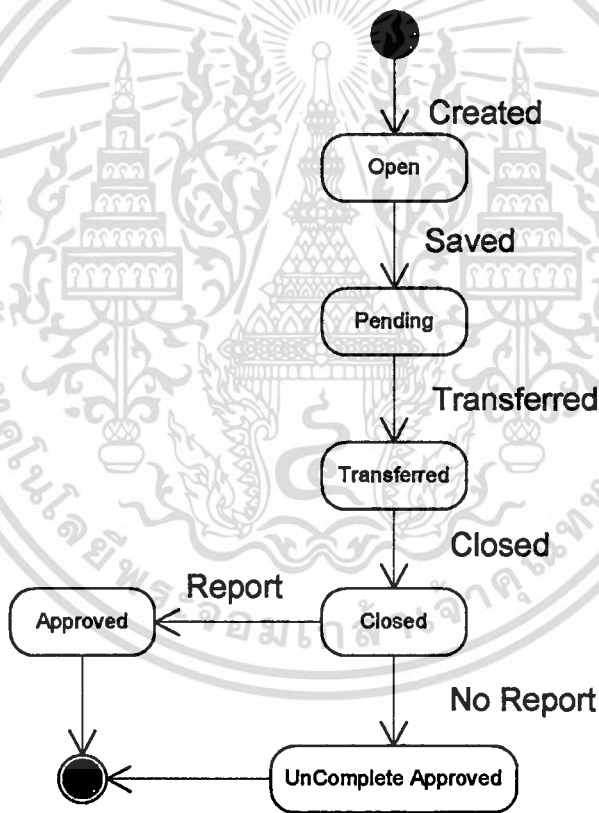 Created
Open
Saved
Pending
Transferred
Transferred
Closed
Report
Approved
Closed
No Report
UnComplete Approved